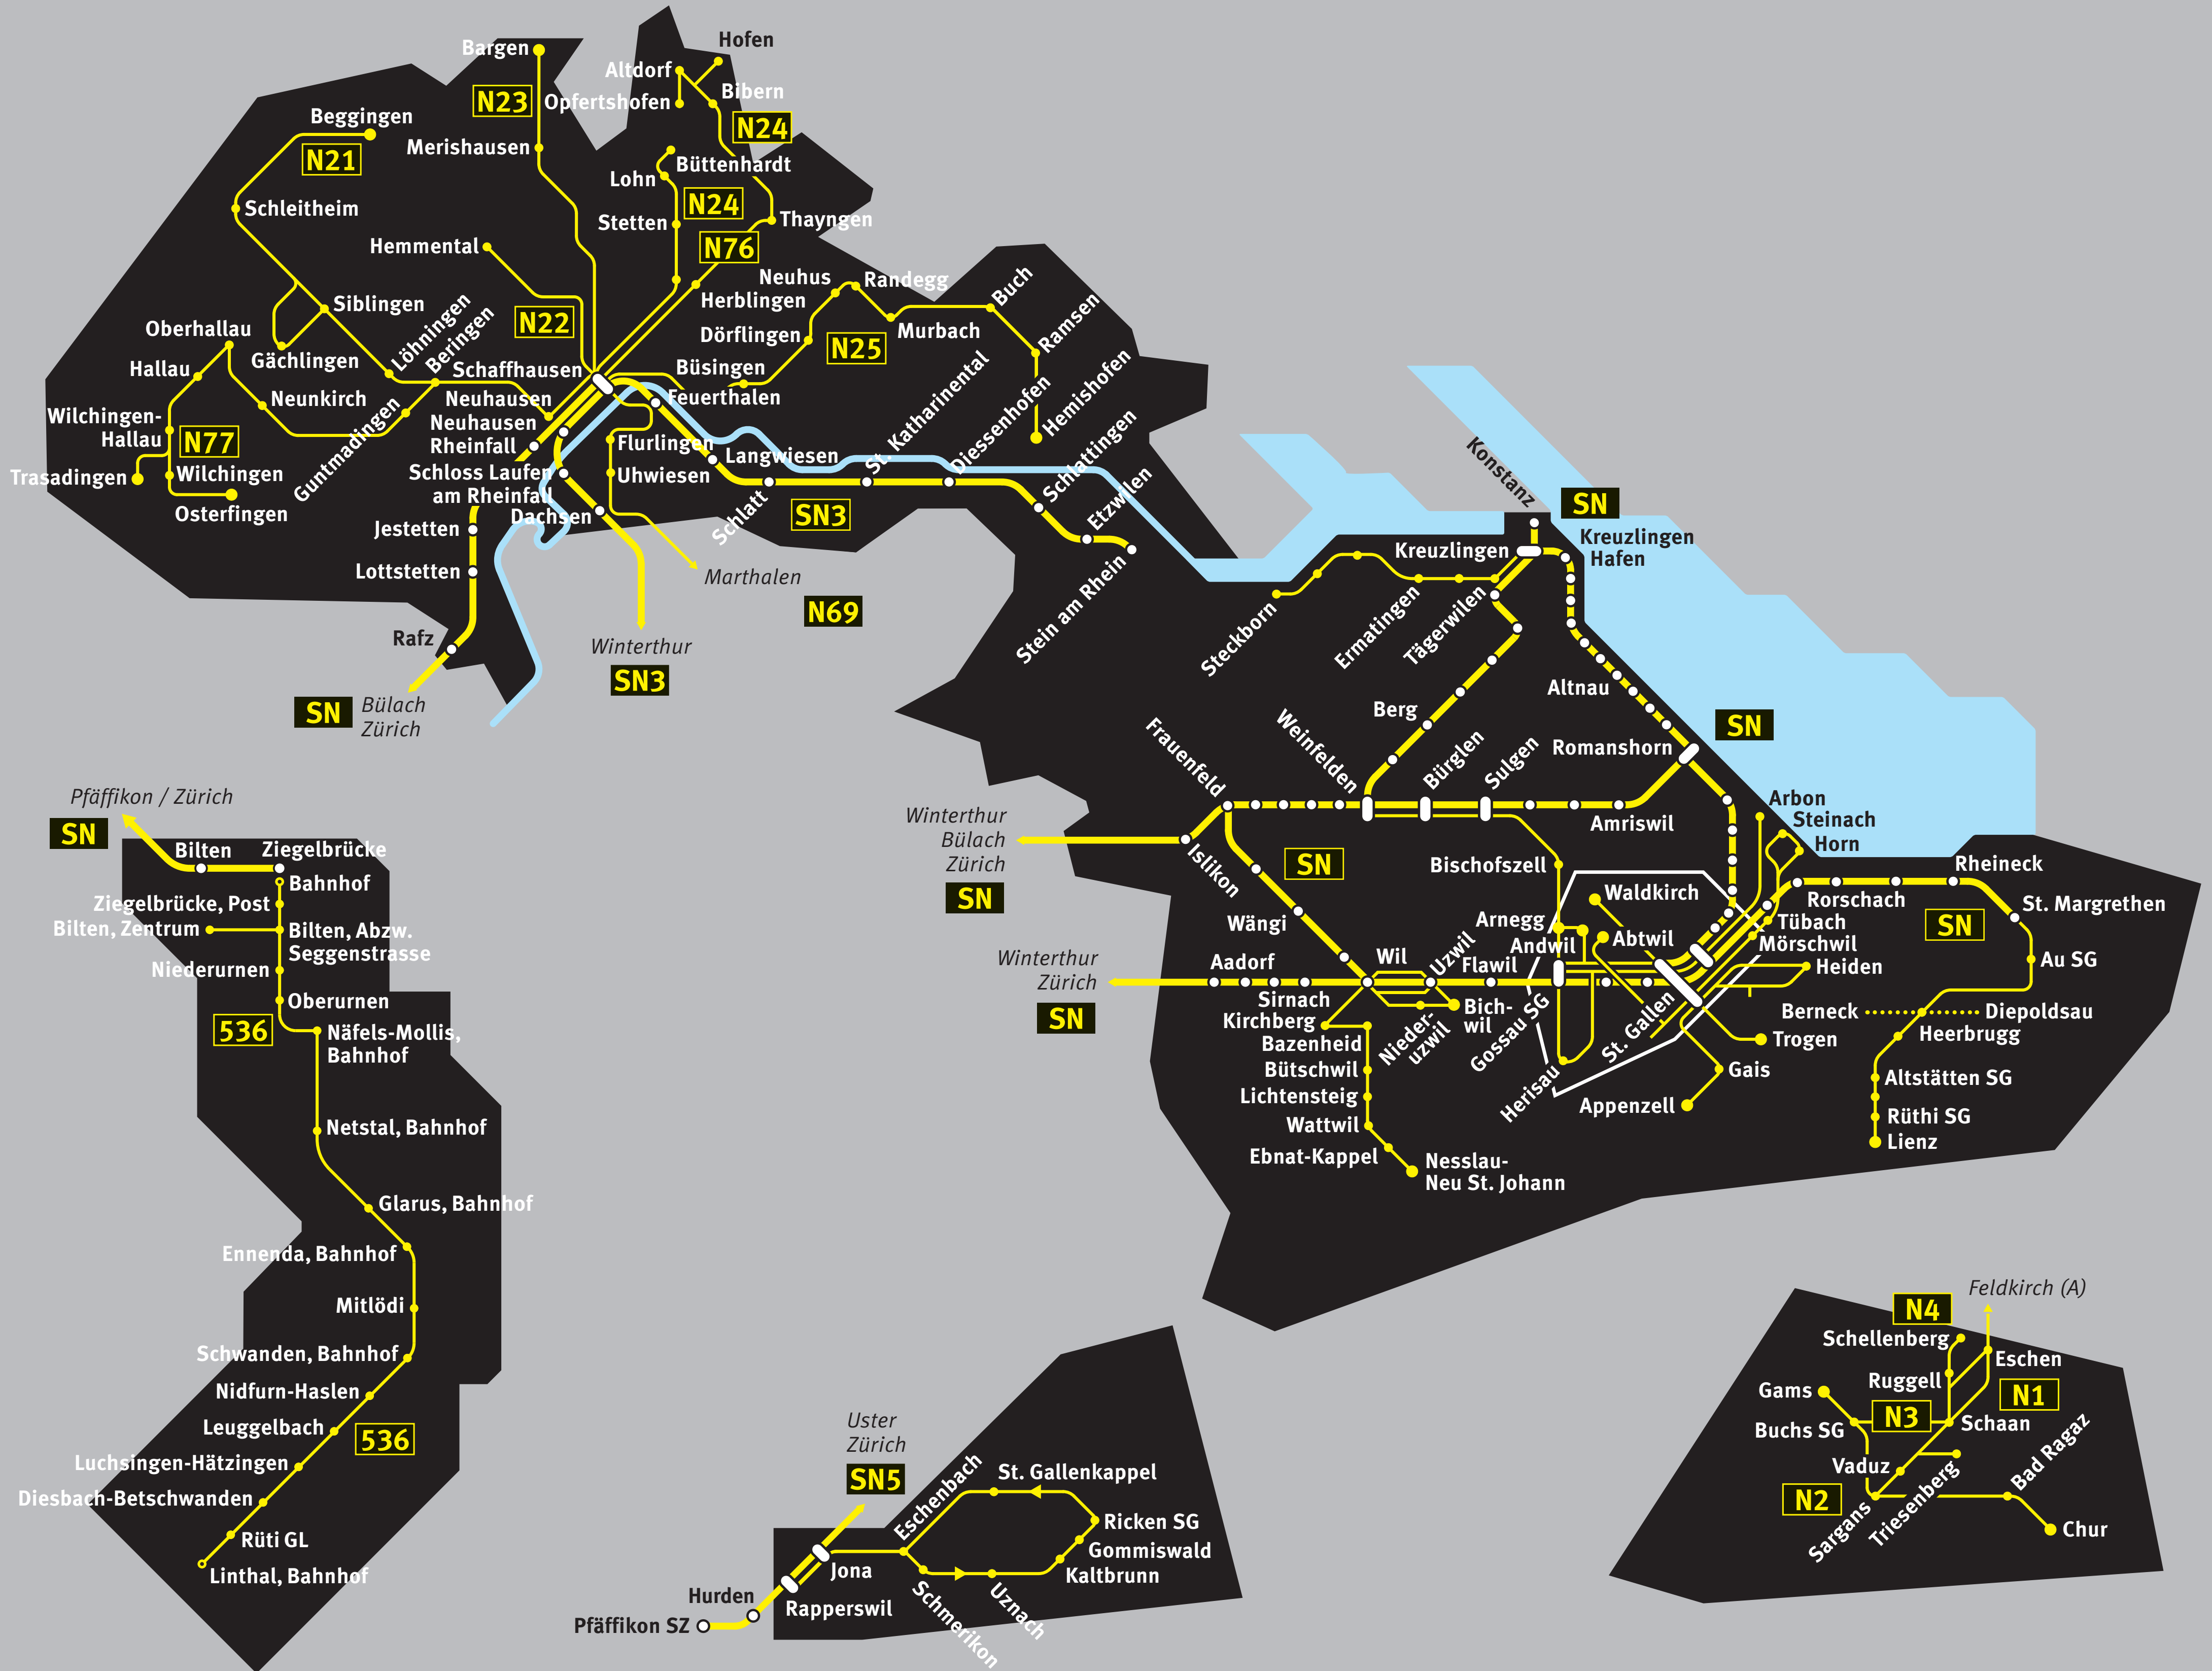 Bargen
N23
Merishausen
Hofen
Altdorf
Opfertshofen
Bibern
N24
Beggingen
N21
Schleitheim
Büttenhardt
Lohn
N24
Stetten
Thayngen
N76
Hemmental
N22
Neuhus
Randegg
Herblingen
Dörflingen
N25
Murbach
Buch
Ramsen
Hemishofen
Siblingen
Löhningen
Beringen
Gächlingen
Oberhallau
Hallau
Neunkirch
Wilchingen-
Hallau
N77
Trasadingen
Wilchingen
Osterfingen
Guntmadingen
Schaffhausen
Neuhausen
Neuhausen
Rheinfall
Schloss Laufen
am Rheinfall
Dachsen
Büsingen
Feuerthalen
Flurlingen
Uhwiesen
Langwiesen
St. Katharinental
Diessenhofen
Schlattingen
Etzwilen
Schlatt
SN3
Stein am Rhein
Jestetten
Lottstetten
Rafz
SN
Bülach
Zürich
Marthalen
N69
Winterthur
SN3
Konstanz
SN
Kreuzlingen
Kreuzlingen
Hafen
Steckborn
Ermatingen
Tägerwilen
Altnau
Berg
SN
Romanshorn
Frauenfeld
Weinfelden
Bürglen
Sulgen
Amriswil
Winterthur
Bülach
Zürich
SN
Islikon
SN
Wängi
Bischofszell
Arbon
Steinach
Horn
Waldkirch
Arnegg
Andwil
Abtwil
Rheineck
Rorschach
SN
St. Margrethen
Tübach
Mörschwil
Heiden
Au SG
Winterthur
Zürich
SN
Aadorf
Sirnach
Wil
Uzwil
Flawil
Kirchberg
Bazenheid
Bütschwil
Lichtensteig
Wattwil
Ebnat-Kappel
Nesslau-
Neu St. Johann
Nieder-
uzwil
Bich-
wil
Gossau SG
Herisau
St. Gallen
Trogen
Gais
Appenzell
Berneck
Diepoldsau
Heerbrugg
Altstätten SG
Rüthi SG
Lienz
Pfäffikon / Zürich
SN
Bilten
Ziegelbrücke
Bahnhof
Ziegelbrücke, Post
Bilten, Zentrum
Bilten, Abzw.
Seggenstrasse
Niederurnen
Oberurnen
536
Näfels-Mollis,
Bahnhof
Netstal, Bahnhof
Glarus, Bahnhof
Ennenda, Bahnhof
Mitlödi
Schwanden, Bahnhof
Nidfurn-Haslen
Leuggelbach
536
Luchsingen-Hätzingen
Diesbach-Betschwanden
Rüti GL
Linthal, Bahnhof
Uster
Zürich
SN5
Eschenbach
St. Gallenkappel
Ricken SG
Gommiswald
Kaltbrunn
Uznach
Schmerikon
Jona
Rapperswil
Hurden
Pfäffikon SZ
Feldkirch (A)
N4
Schellenberg
Eschen
Ruggell
N1
Gams
N3
Buchs SG
Schaan
Vaduz
N2
Sargans
Triesenberg
Bad Ragaz
Chur